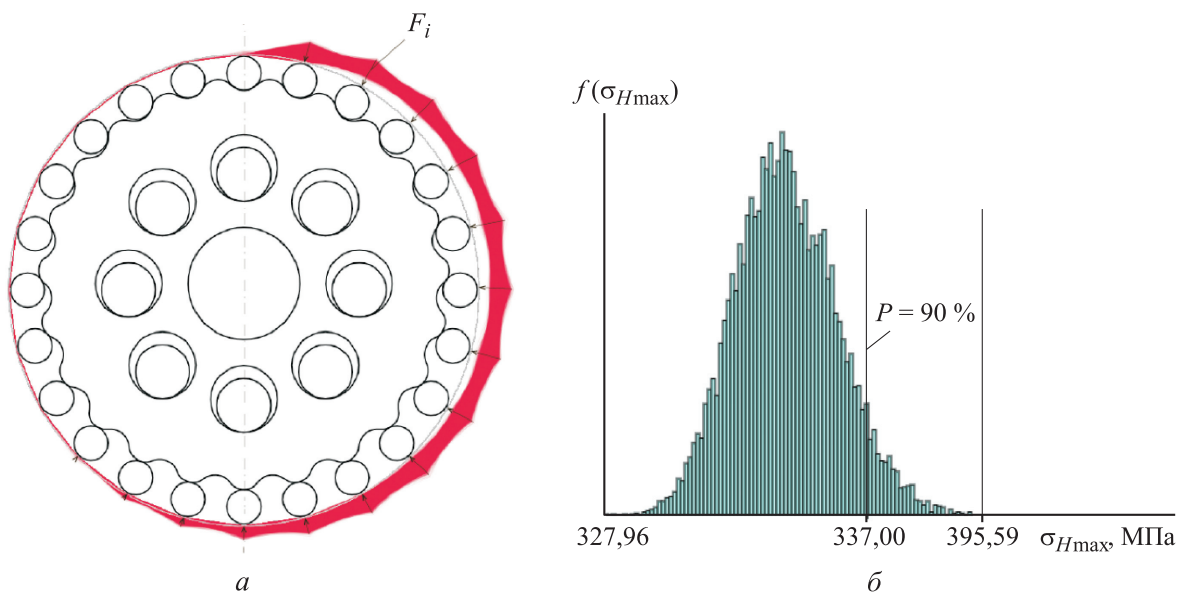 F_i
f (σ_Hmax)
P = 90 %
327,96 337,00 395,59 σ_Hmax, МПа
а б